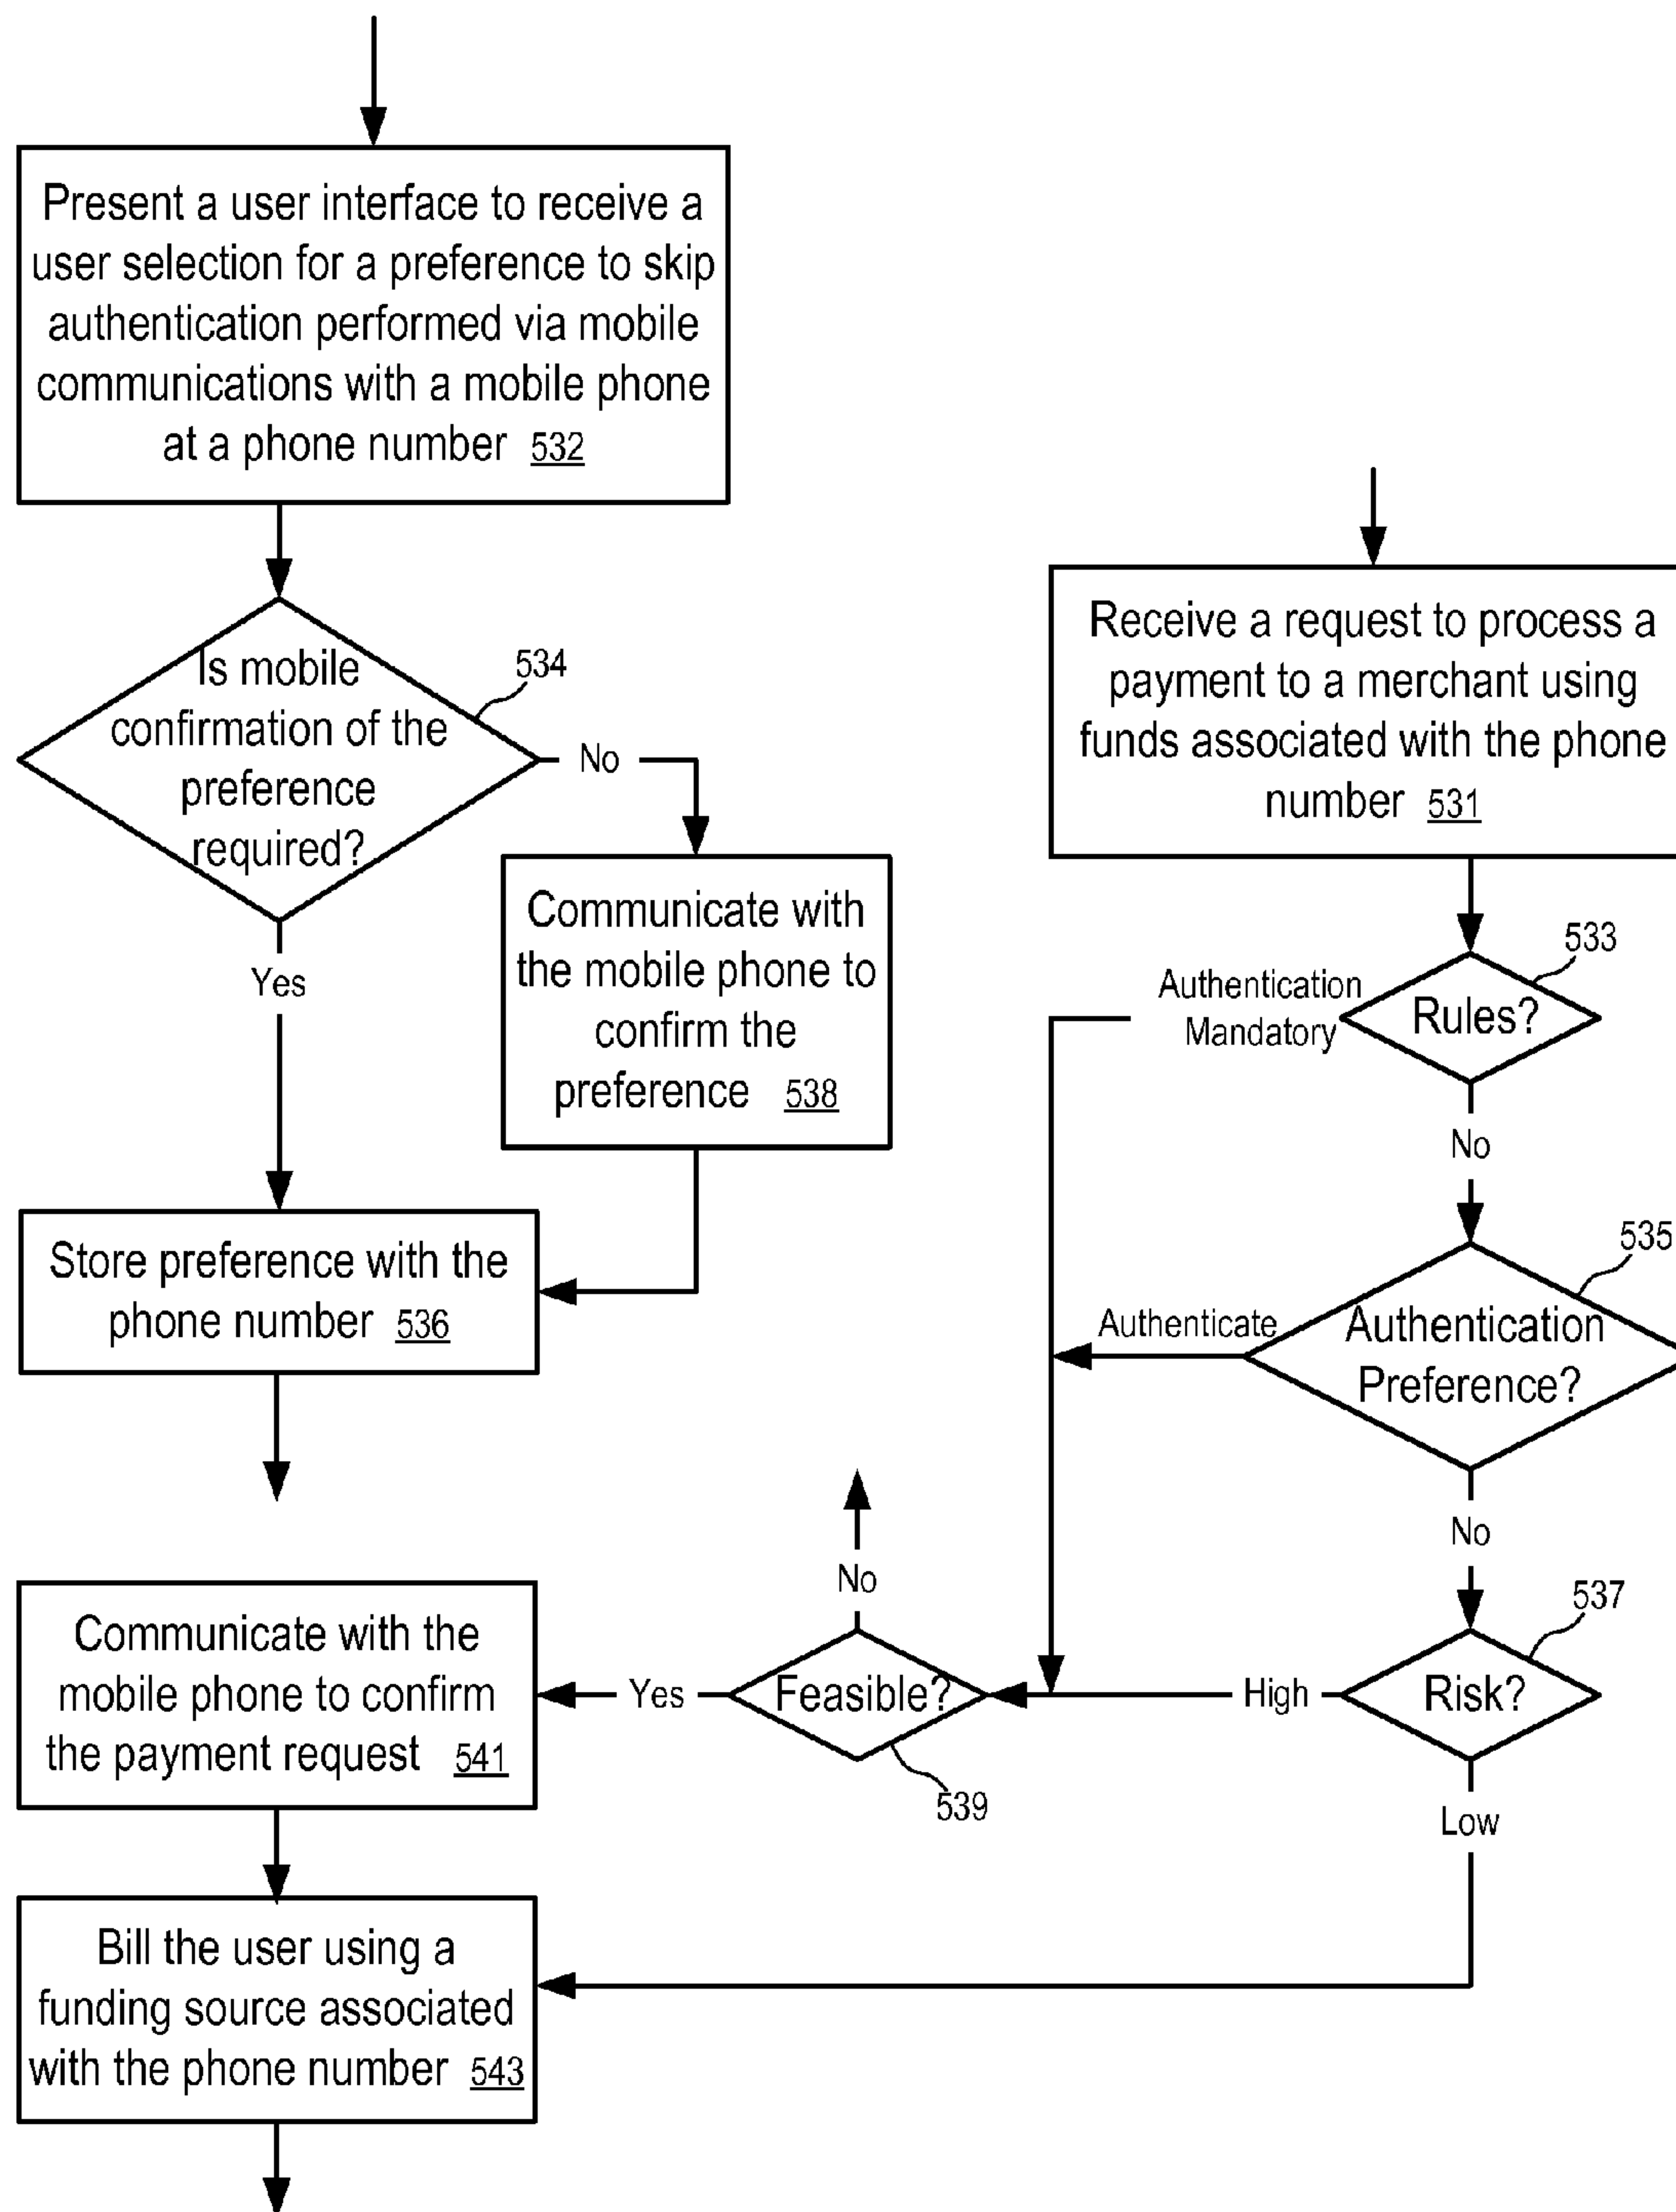 Present a user interface to receive a
user selection for a preference to skip
authentication performed via mobile
communications with a mobile phone
at a phone number 532
Is mobile
confirmation of the
preference
required?
534
No
Yes
Communicate with
the mobile phone to
confirm the
preference 538
Store preference with the
phone number 536
Receive a request to process a
payment to a merchant using
funds associated with the phone
number 531
533
Rules?
Authentication
Mandatory
No
535
Authentication
Preference?
Authenticate
No
537
Risk?
High
Low
Feasible?
539
No
Yes
Communicate with the
mobile phone to confirm
the payment request 541
Bill the user using a
funding source associated
with the phone number 543